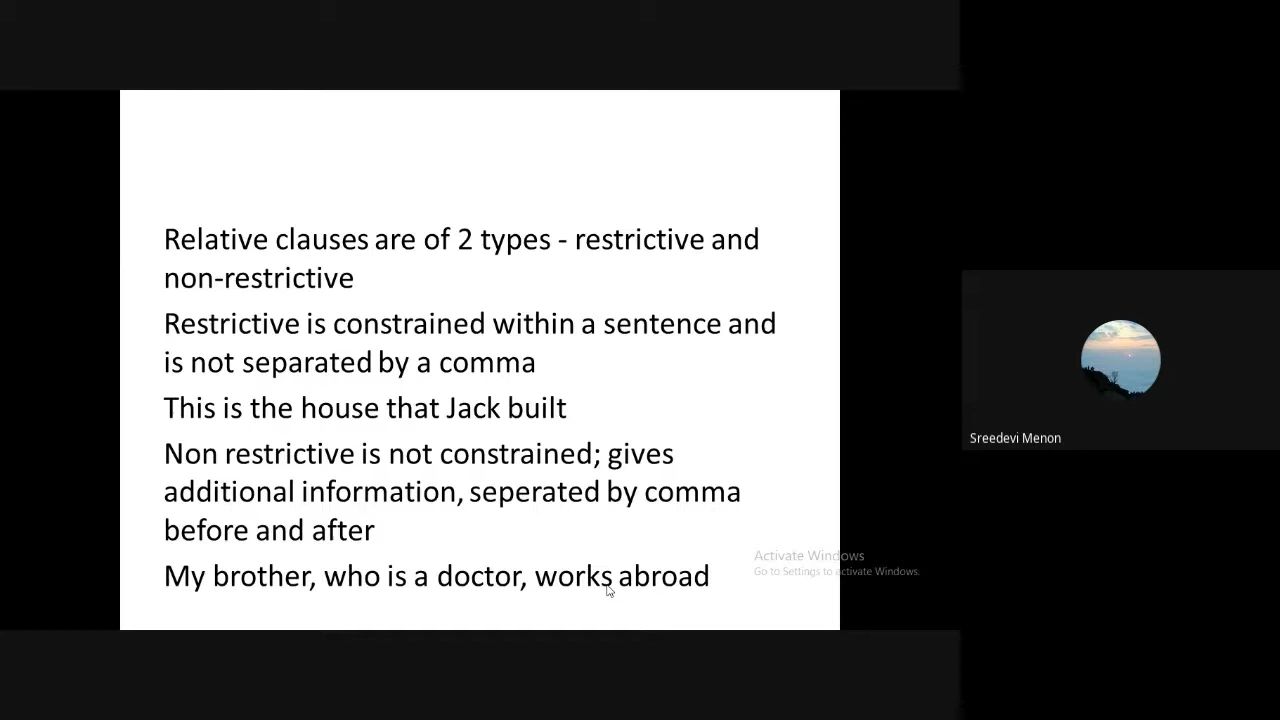 Relative clauses are of 2 types - restrictive and
non-restrictive
Restrictive is constrained within a sentence and
is not separated by a comma
This is the house that Jack built
Non restrictive is not constrained; gives
additional information, seperated by comma
before and after
My brother, who is a doctor, works abroad
Activate Windows
Go to Settings to activate Windows.
Sreedevi Menon